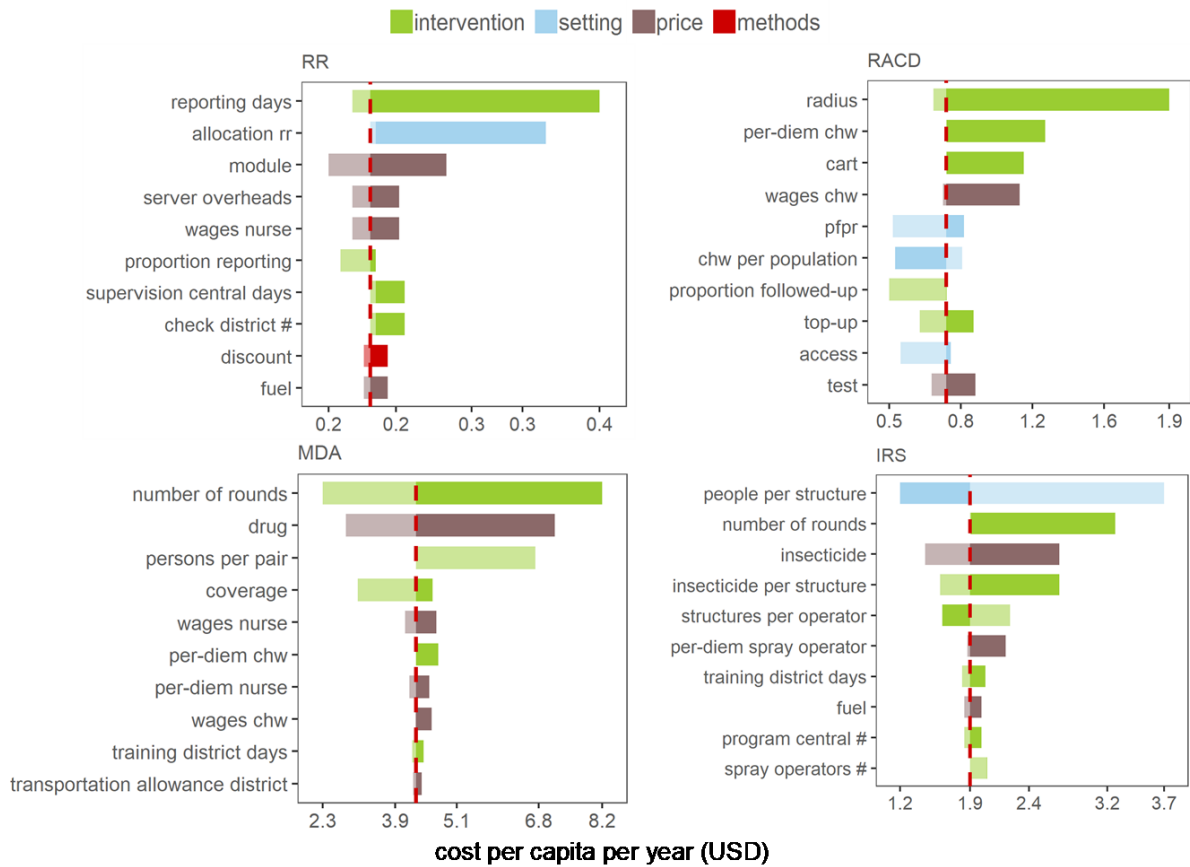 intervention setting price methods
RR
reporting days
allocation rr
module
server overheads
wages nurse
proportion reporting
supervision central days
check district #
discount
fuel
0.2 0.2 0.3 0.3 0.4
RACD
radius
per-diem chw
cart
wages chw
pfpr
chw per population
proportion followed-up
top-up
access
test
0.5 0.8 1.2 1.6 1.9
MDA
number of rounds
drug
persons per pair
coverage
wages nurse
per-diem chw
per-diem nurse
wages chw
training district days
transportation allowance district
2.3 3.9 5.1 6.8 8.2
IRS
people per structure
number of rounds
insecticide
insecticide per structure
structures per operator
per-diem spray operator
training district days
fuel
program central #
spray operators #
1.2 1.9 2.4 3.2 3.7
cost per capita per year (USD)